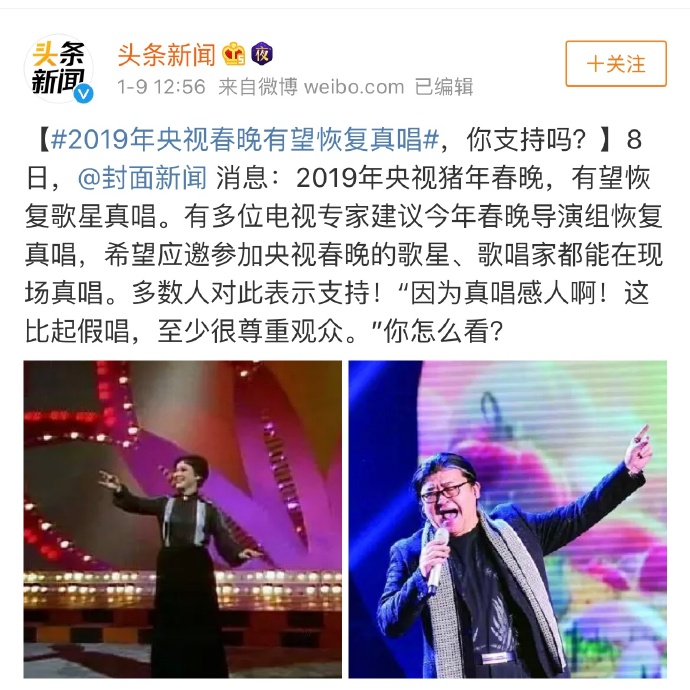 头条新闻
头条新闻 夜
1-9 12:56 来自微博 weibo.com 已编辑
＋关注
【#2019年央视春晚有望恢复真唱#，你支持吗？】8
日，@封面新闻 消息：2019年央视猪年春晚，有望恢
复歌星真唱。有多位电视专家建议今年春晚导演组恢复
真唱，希望应邀参加央视春晚的歌星、歌唱家都能在现
场真唱。多数人对此表示支持！“因为真唱感人啊！这
比起假唱，至少很尊重观众。”你怎么看？